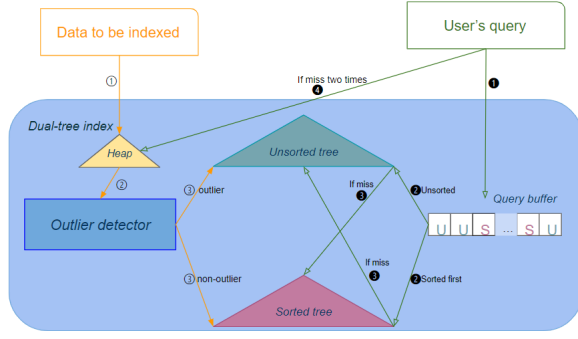 Data to be indexed
User's query
①
If miss two times
❹
❶
Dual-tree index
Heap
Unsorted tree
②
③ outlier
If miss
❸
❷Unsorted
Query buffer
Outlier detector
U U S ... S U
If miss
❸
③ non-outlier
❷Sorted first
Sorted tree